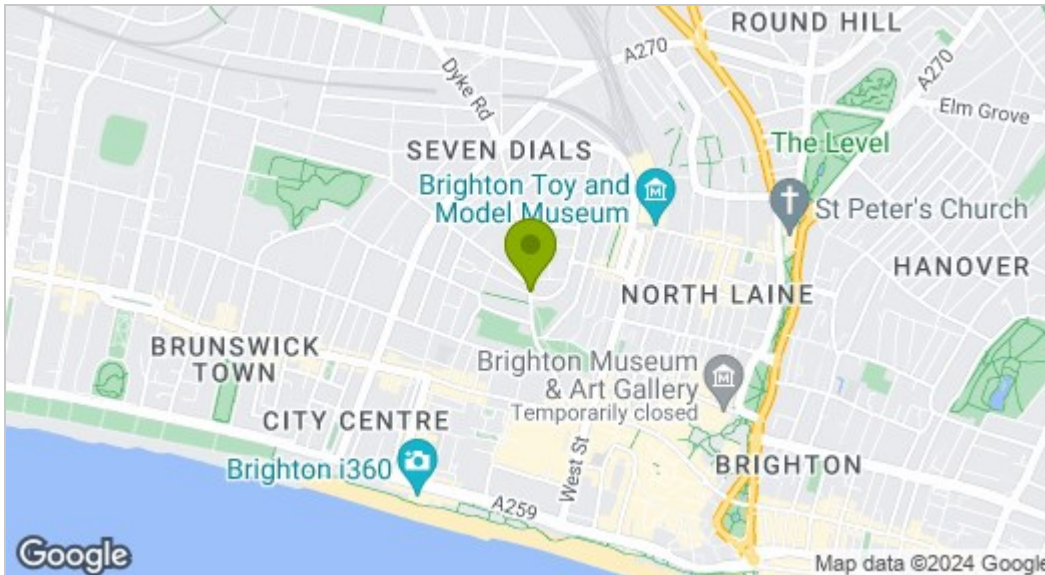 ROUND HILL
A270
A270
Dyke Rd
Elm Grove
The Level
SEVEN DIALS
Brighton Toy and
Model Museum
St Peter's Church
HANOVER
NORTH LAINE
BRUNSWICK
TOWN
Brighton Museum
& Art Gallery
Temporarily closed
CITY CENTRE
Brighton i360
West St
BRIGHTON
A259
Google
Map data ©2024 Google